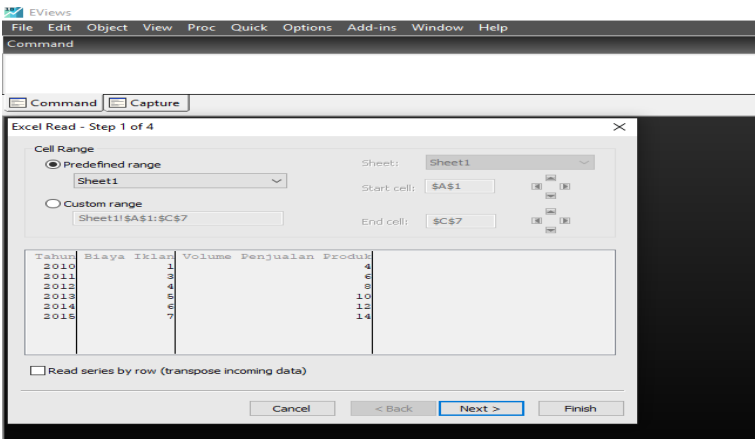 EViews
File Edit Object View Proc Quick Options Add-ins Window Help
Command
Command Capture
Excel Read - Step 1 of 4
Cell Range
Predefined range
Sheet1
Custom range
Sheet1!$A$1:$C$7
Sheet: Sheet1
Start cell: $A$1
End cell: $C$7
Tahun Biaya Iklan Volume Penjualan Produk
2010 1 4
2011 3 6
2012 4 8
2013 5 10
2014 6 12
2015 7 14
Read series by row (transpose incoming data)
Cancel < Back Next > Finish